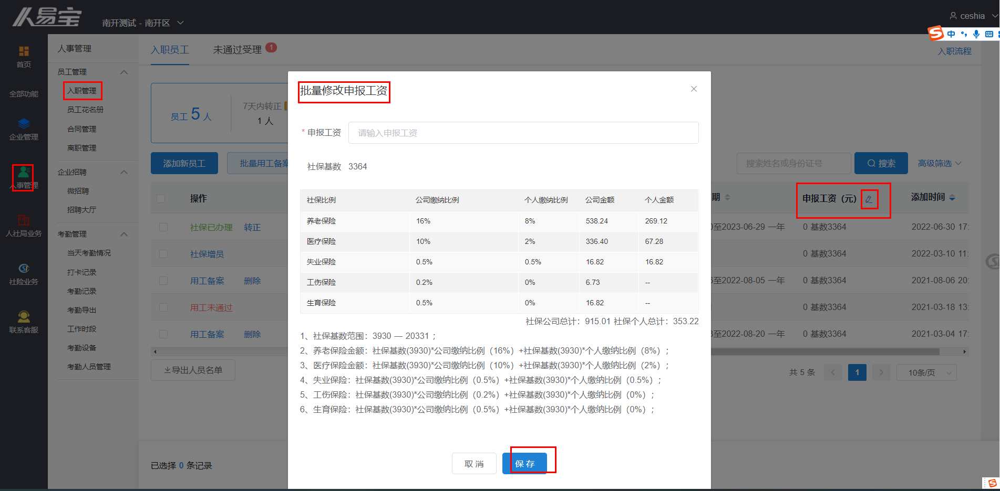 人易宝
南开测试 - 南开区
ceshia
中
首页
全部功能
企业管理
人事管理
人社局业务
社险业务
联系客服
人事管理
员工管理
入职管理
员工花名册
合同管理
离职管理
企业招聘
微招聘
招聘大厅
考勤管理
当天考勤情况
打卡记录
考勤记录
考勤导出
工作时段
考勤设备
考勤人员管理
入职员工 未通过受理 1
入职流程
员工 5 人
7天内转正
1 人
添加新员工 批量用工备案
搜索姓名或身份证号 搜索 高级筛选
操作 期 申报工资（元） 添加时间
社保已办理 转正 0至2023-06-29 一年 0 基数3364 2022-06-30 17:
社保增员 0 基数3364 2022-03-10 11:
用工备案 删除 6至2022-08-05 一年 0 基数3364 2021-08-06 20:
用工未通过 0 基数3364 2021-03-18 13:
用工备案 删除 3至2022-08-20 一年 0 基数3364 2021-03-04 17:
导出人员名单
共 5 条 1 10条/页
已选择 0 条记录
批量修改申报工资
* 申报工资 请输入申报工资
社保基数 3364
社保比例 公司缴纳比例 个人缴纳比例 公司金额 个人金额
养老保险 16% 8% 538.24 269.12
医疗保险 10% 2% 336.40 67.28
失业保险 0.5% 0.5% 16.82 16.82
工伤保险 0.2% 0% 6.73 --
生育保险 0.5% 0% 16.82 --
社保公司总计：915.01 社保个人总计：353.22
1、社保基数范围：3930 — 20331；
2、养老保险金额：社保基数(3930)*公司缴纳比例（16%）+社保基数(3930)*个人缴纳比例（8%）；
3、医疗保险金额：社保基数(3930)*公司缴纳比例（10%）+社保基数(3930)*个人缴纳比例（2%）；
4、失业保险：社保基数(3930)*公司缴纳比例（0.5%）+社保基数(3930)*个人缴纳比例（0.5%）；
5、工伤保险：社保基数(3930)*公司缴纳比例（0.2%）+社保基数(3930)*个人缴纳比例（0%）；
6、生育保险：社保基数(3930)*公司缴纳比例（0.5%）+社保基数(3930)*个人缴纳比例（0%）；
取 消 保 存